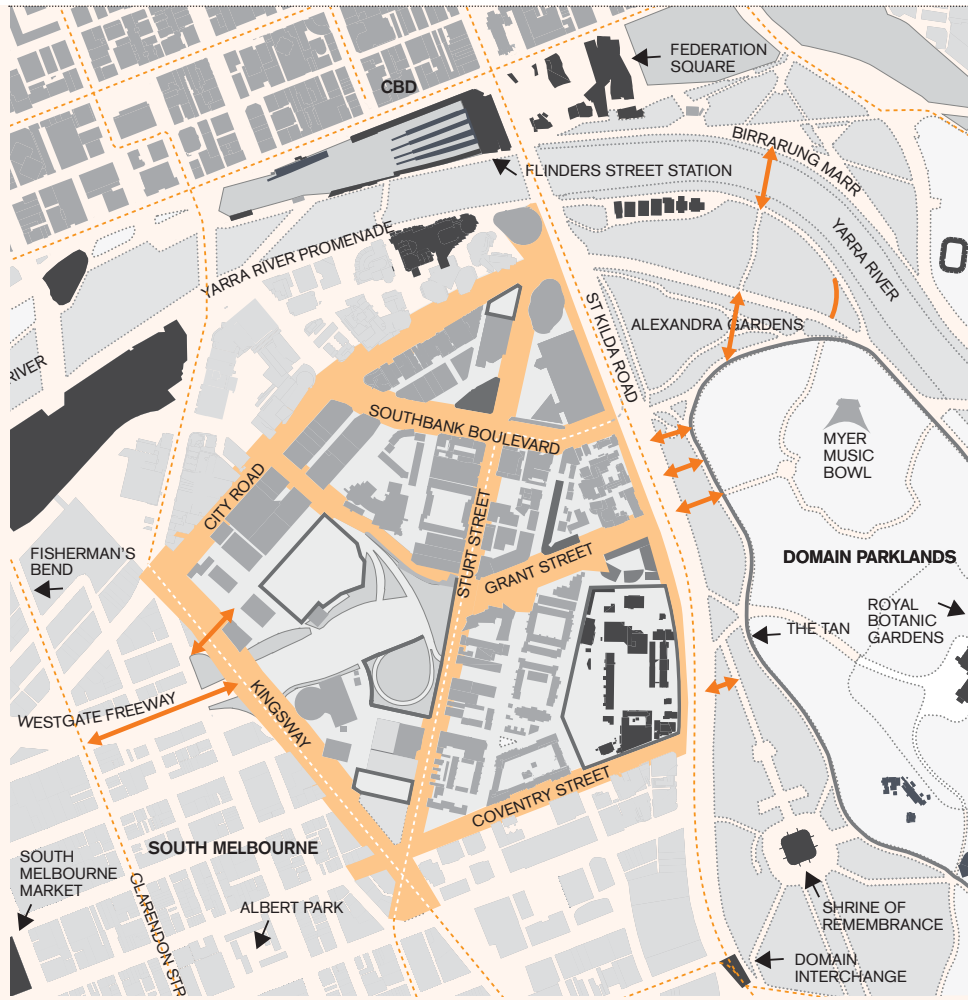 FEDERATION
SQUARE
CBD
BIRRARUNG MARR
FLINDERS STREET STATION
YARRA RIVER PROMENADE
YARRA RIVER
ST KILDA ROAD
ALEXANDRA GARDENS
RIVER
SOUTHBANK BOULEVARD
MYER
MUSIC
BOWL
CITY ROAD
STURT STREET
FISHERMAN'S
BEND
GRANT STREET
DOMAIN PARKLANDS
ROYAL
BOTANIC
GARDENS
THE TAN
KINGSWAY
WESTGATE FREEWAY
COVENTRY STREET
SOUTH MELBOURNE
SOUTH
MELBOURNE
MARKET
CLARENDON STR
ALBERT PARK
SHRINE OF
REMEMBRANCE
DOMAIN
INTERCHANGE